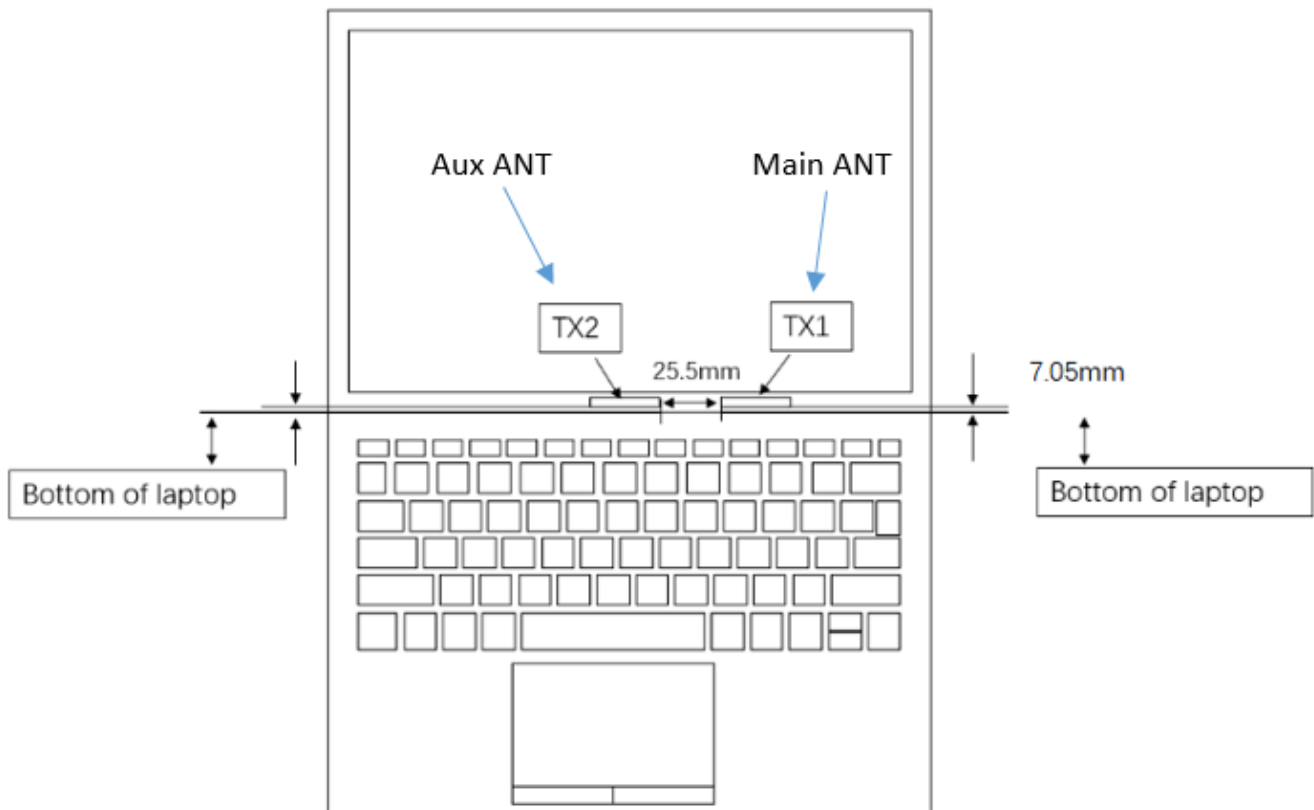 Aux ANT
Main ANT
TX2
TX1
25.5mm
7.05mm
Bottom of laptop
Bottom of laptop